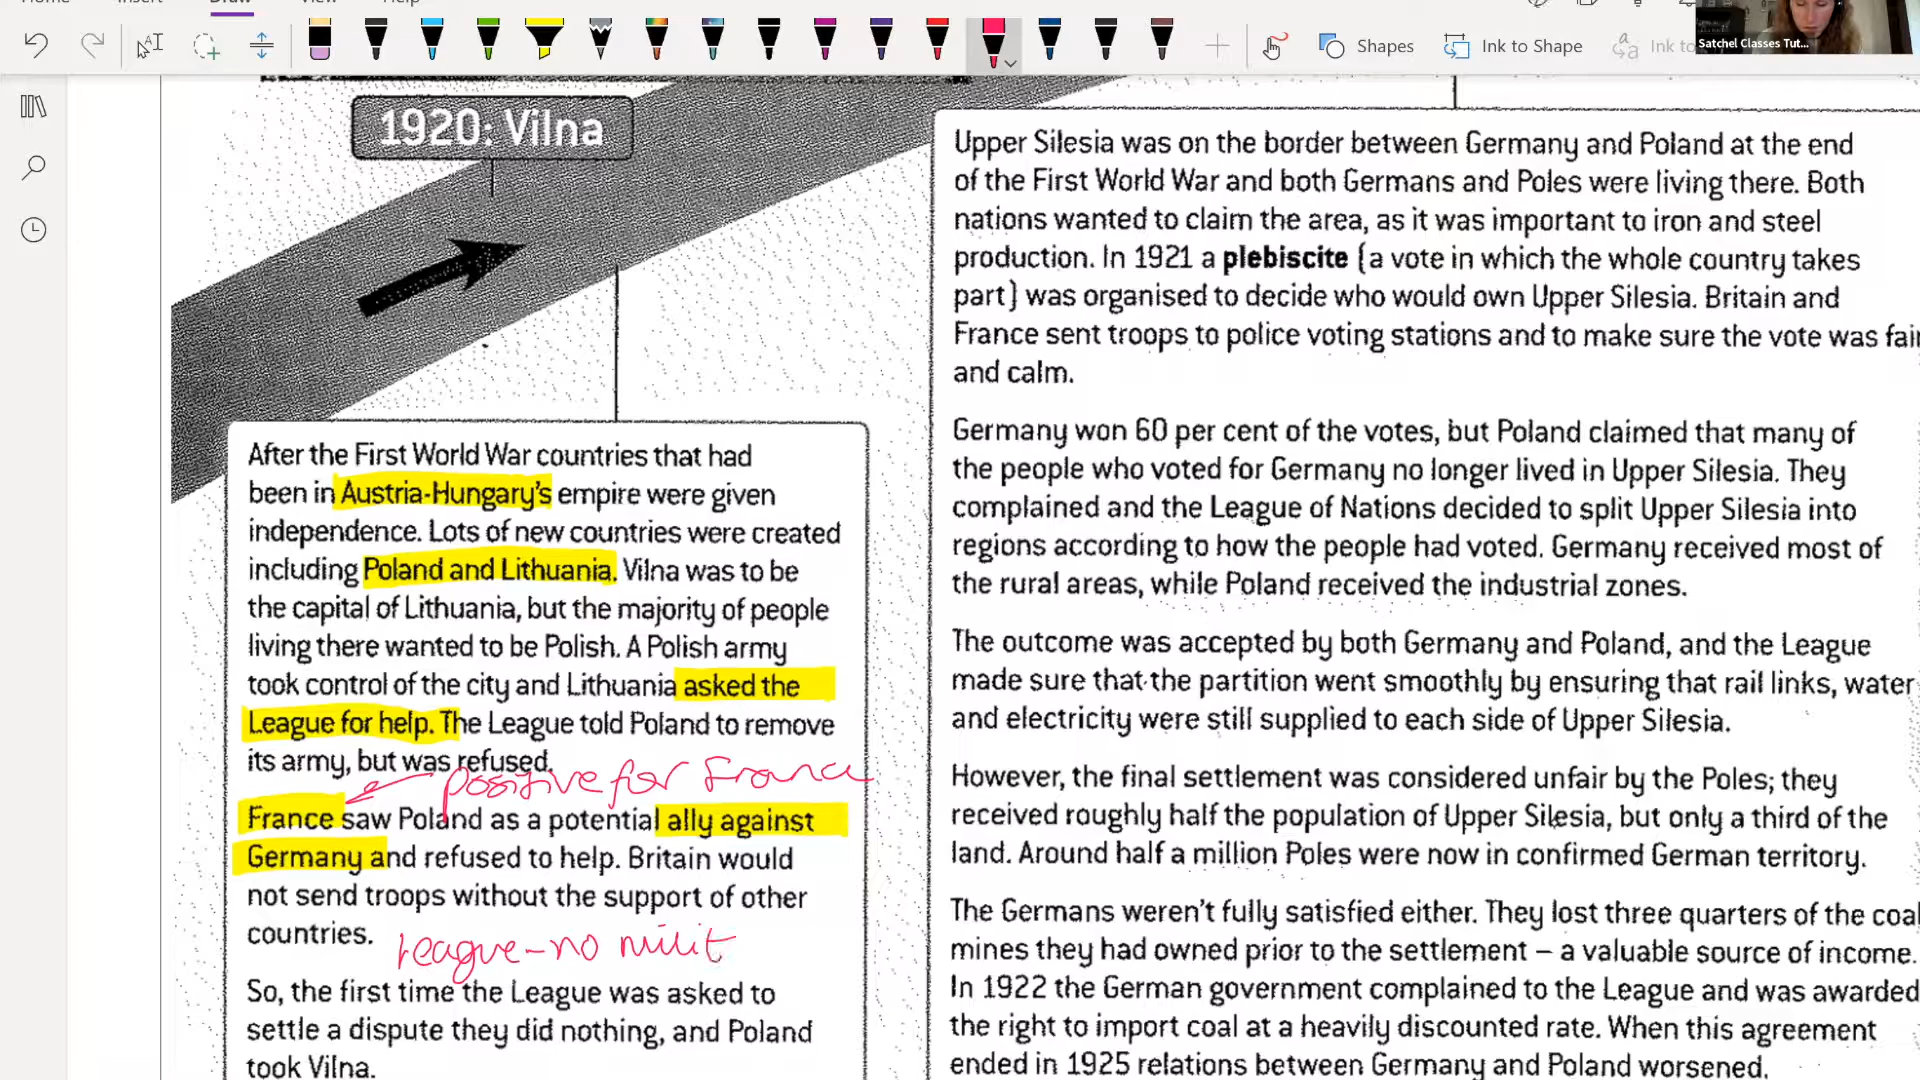 Home Insert Draw View Help
Shapes
Ink to Shape
Ink to
Satchel Classes Tut...
1920: Vilna
After the First World War countries that had
been in Austria-Hungary's empire were given
independence. Lots of new countries were created
including Poland and Lithuania. Vilna was to be
the capital of Lithuania, but the majority of people
living there wanted to be Polish. A Polish army
took control of the city and Lithuania asked the
League for help. The League told Poland to remove
its army, but was refused.
positive for France
France saw Poland as a potential ally against
Germany and refused to help. Britain would
not send troops without the support of other
countries.
League - no milit
So, the first time the League was asked to
settle a dispute they did nothing, and Poland
took Vilna.
Upper Silesia was on the border between Germany and Poland at the end
of the First World War and both Germans and Poles were living there. Both
nations wanted to claim the area, as it was important to iron and steel
production. In 1921 a plebiscite (a vote in which the whole country takes
part) was organised to decide who would own Upper Silesia. Britain and
France sent troops to police voting stations and to make sure the vote was fair
and calm.
Germany won 60 per cent of the votes, but Poland claimed that many of
the people who voted for Germany no longer lived in Upper Silesia. They
complained and the League of Nations decided to split Upper Silesia into
regions according to how the people had voted. Germany received most of
the rural areas, while Poland received the industrial zones.
The outcome was accepted by both Germany and Poland, and the League
made sure that the partition went smoothly by ensuring that rail links, water
and electricity were still supplied to each side of Upper Silesia.
However, the final settlement was considered unfair by the Poles; they
received roughly half the population of Upper Silesia, but only a third of the
land. Around half a million Poles were now in confirmed German territory.
The Germans weren't fully satisfied either. They lost three quarters of the coal
mines they had owned prior to the settlement – a valuable source of income.
In 1922 the German government complained to the League and was awarded
the right to import coal at a heavily discounted rate. When this agreement
ended in 1925 relations between Germany and Poland worsened.